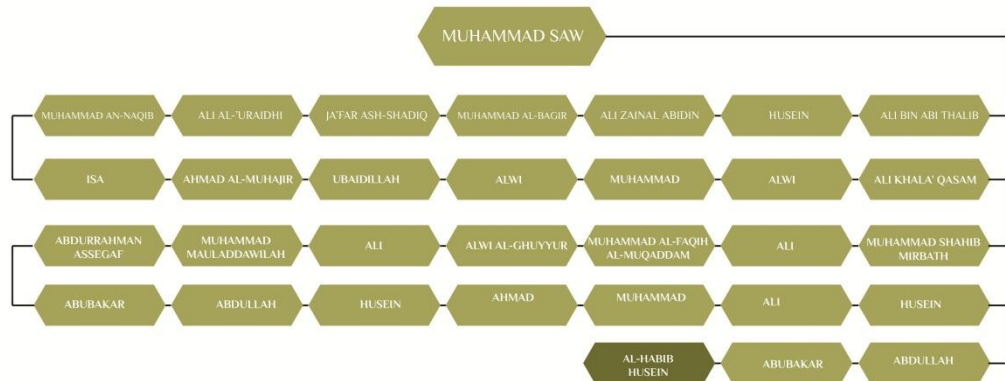 MUHAMMAD SAW
MUHAMMAD AN-NAQIB
ALI AL-'URAIDHI
JA'FAR ASH-SHADIQ
MUHAMMAD AL-BAGIR
ALI ZAINAL ABIDIN
HUSEIN
ALI BIN ABI THALIB
ISA
AHMAD AL-MUHAJIR
UBAIDILLAH
ALWI
MUHAMMAD
ALWI
ALI KHALA' QASAM
ABDURRAHMAN
ASSEGAF
MUHAMMAD
MAULADDAWILAH
ALI
ALWI AL-GHUYYUR
MUHAMMAD AL-FAQIH
AL-MUQADDAM
ALI
MUHAMMAD SHAHIB
MIRBATH
ABUBAKAR
ABDULLAH
HUSEIN
AHMAD
MUHAMMAD
ALI
HUSEIN
AL-HABIB
HUSEIN
ABUBAKAR
ABDULLAH